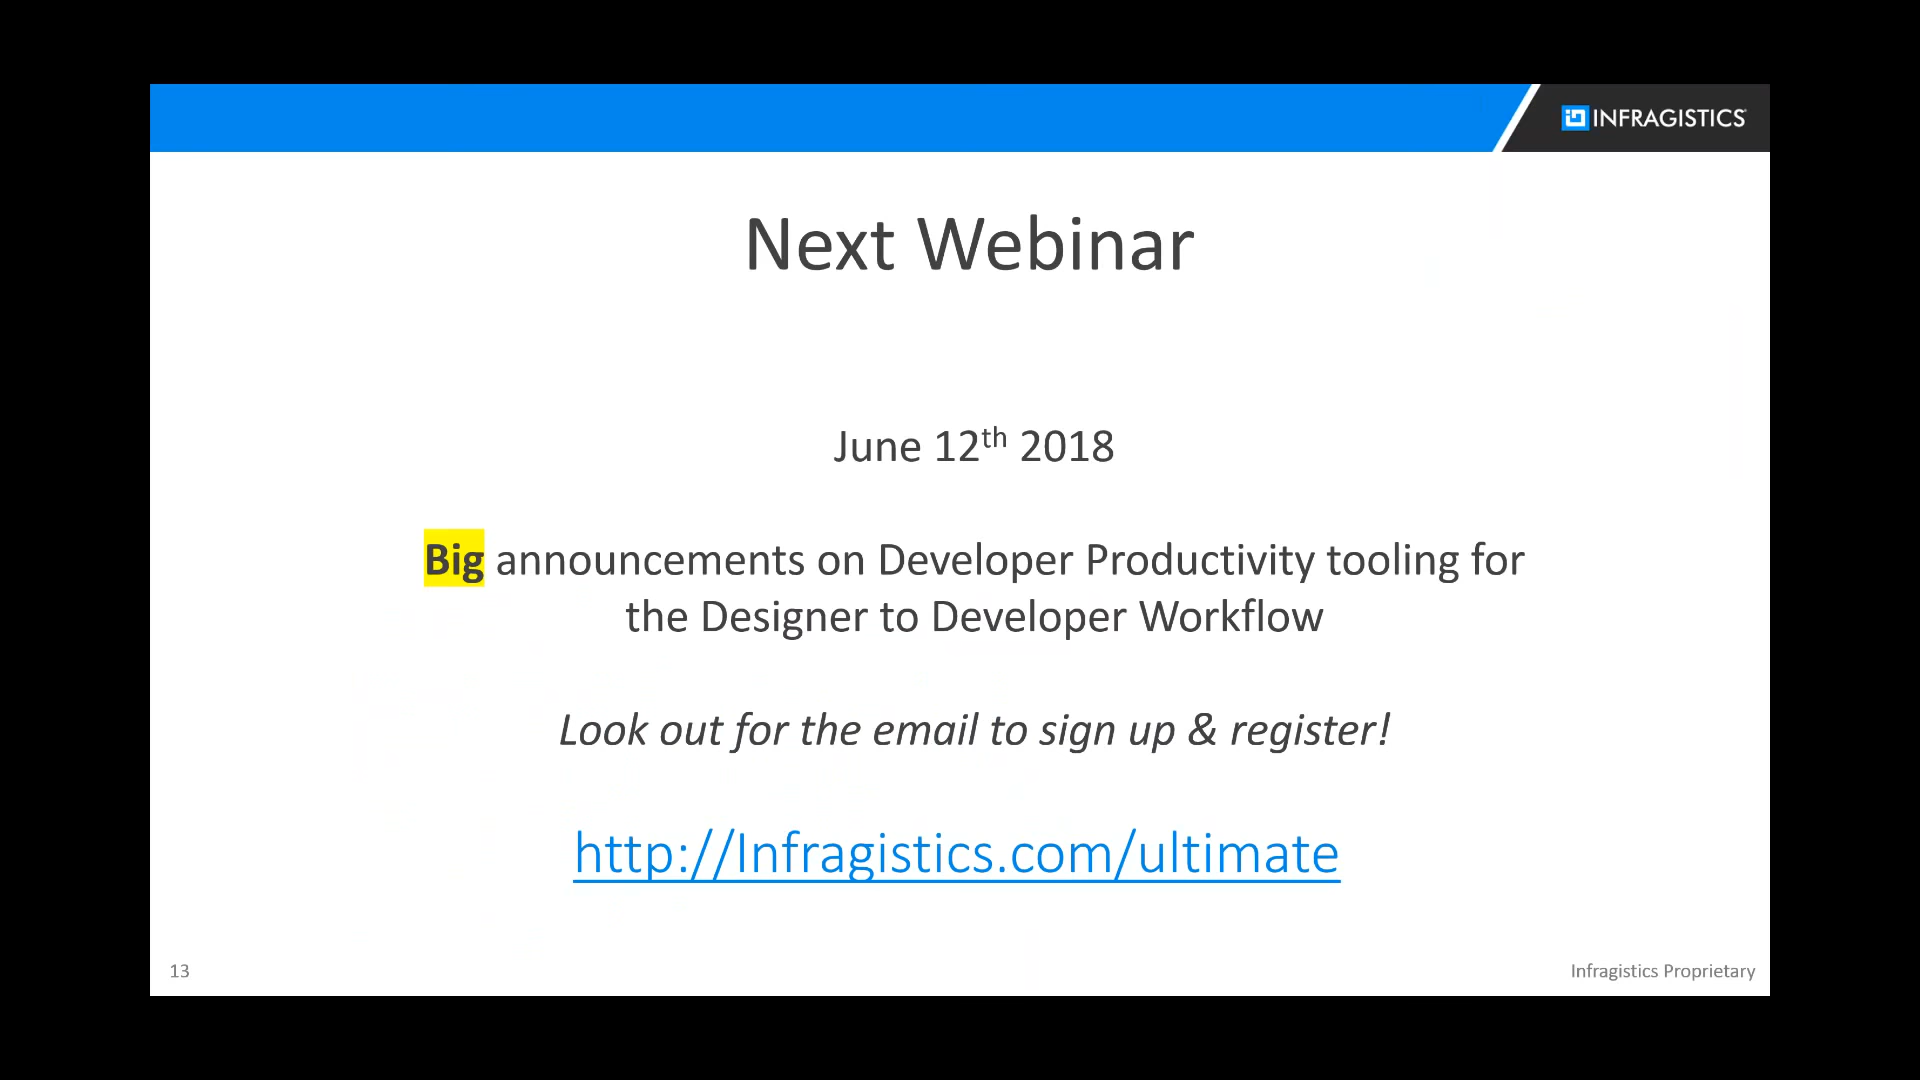 INFRAGISTICS
Next Webinar
June 12th 2018
Big announcements on Developer Productivity tooling for
the Designer to Developer Workflow
Look out for the email to sign up & register!
http://Infragistics.com/ultimate
13
Infragistics Proprietary